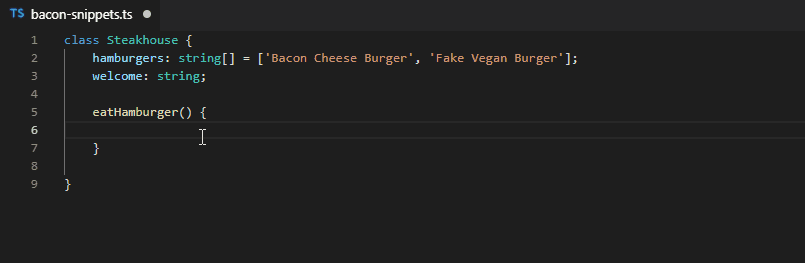 TS bacon-snippets.ts
1 class Steakhouse {
2 hamburgers: string[] = ['Bacon Cheese Burger', 'Fake Vegan Burger'];
3 welcome: string;
4
5 eatHamburger() {
6
7 }
8
9 }